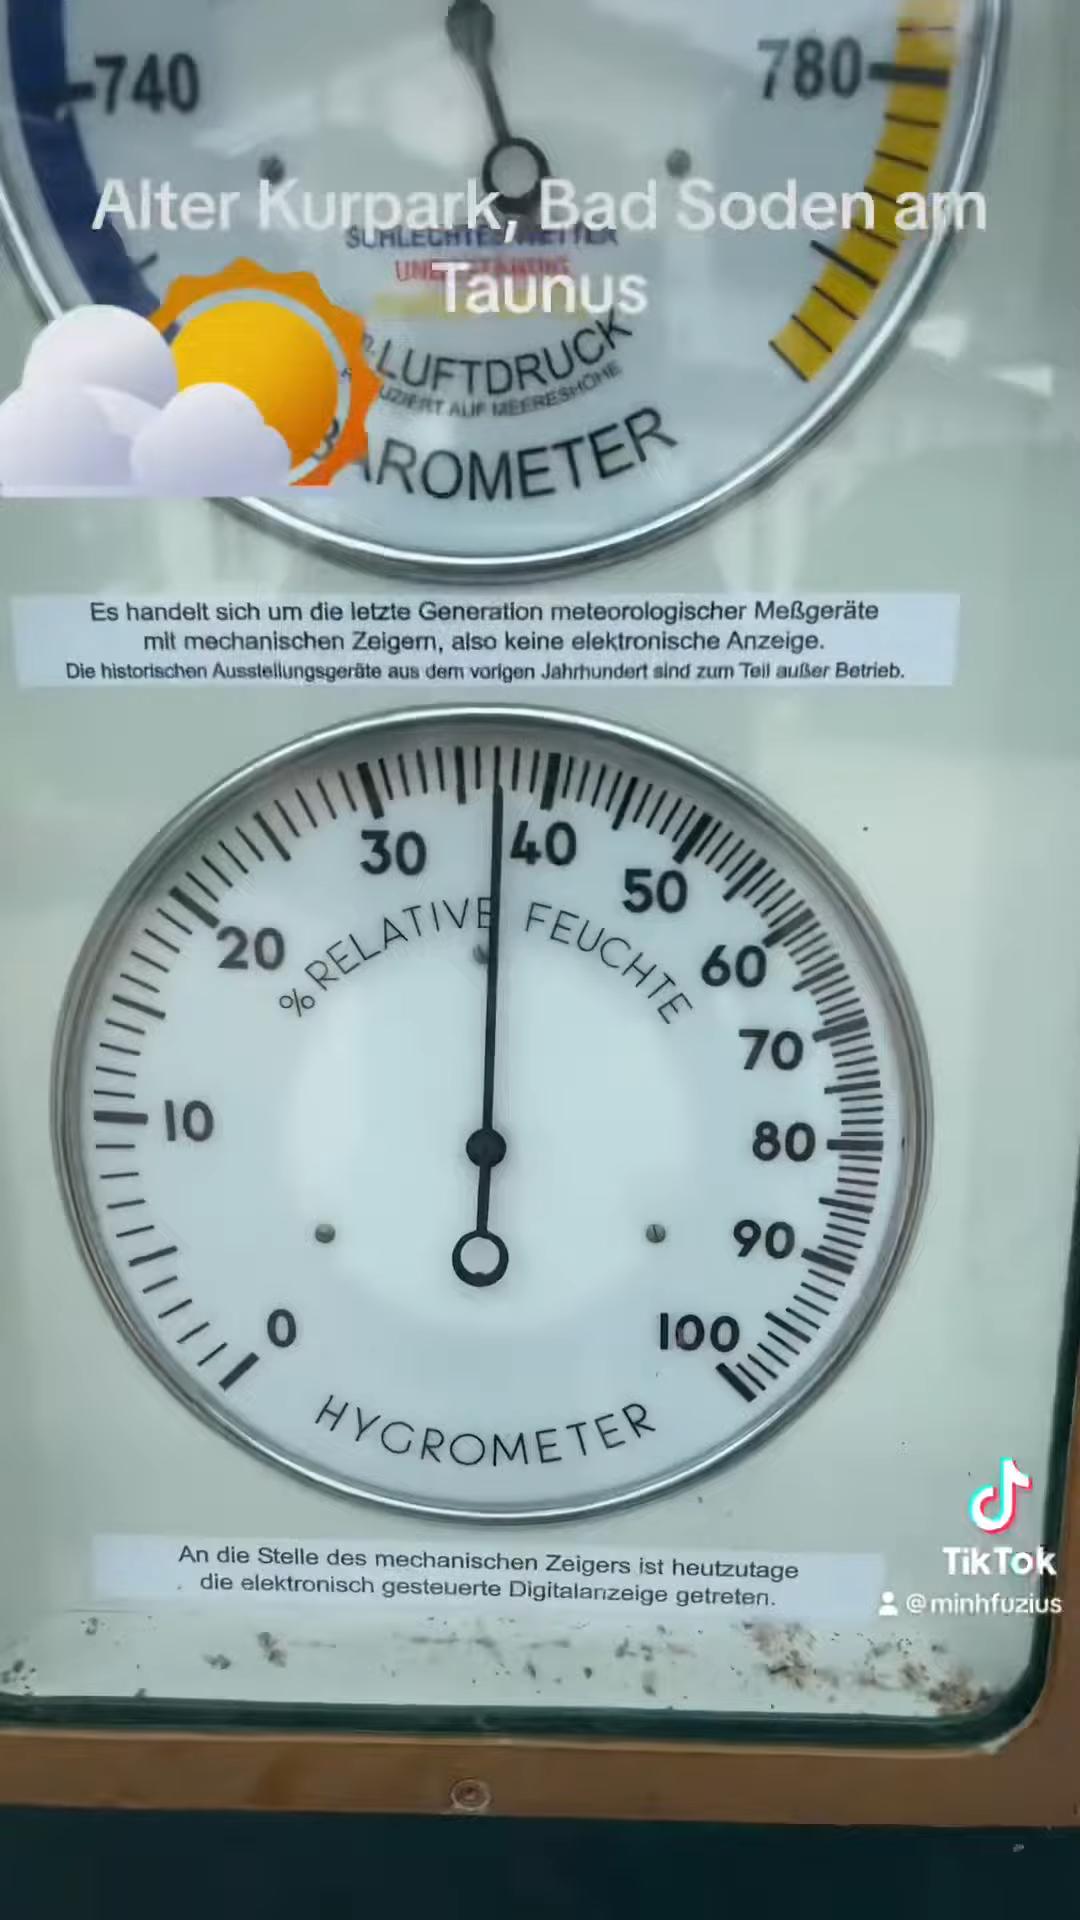 740
780
Alter Kurpark, Bad Soden am
Taunus
SCHLECHTES WETTER
LUFTDRUCK
REDUZIERT AUF MEERESHÖHE
BAROMETER
Es handelt sich um die letzte Generation meteorologischer Meßgeräte
mit mechanischen Zeigern, also keine elektronische Anzeige.
Die historischen Ausstellungsgeräte aus dem vorigen Jahrhundert sind zum Teil außer Betrieb.
0
10
20
30
40
50
60
70
80
90
100
% RELATIVE FEUCHTE
HYGROMETER
An die Stelle des mechanischen Zeigers ist heutzutage
die elektronisch gesteuerte Digitalanzeige getreten.
TikTok
@minhfuzius